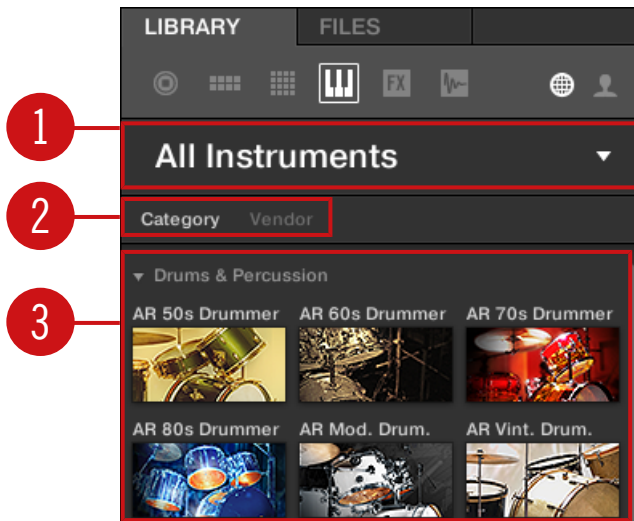 LIBRARY FILES
FX
1 All Instruments
2 Category Vendor
3 Drums & Percussion
AR 50s Drummer AR 60s Drummer AR 70s Drummer
AR 80s Drummer AR Mod. Drum. AR Vint. Drum.